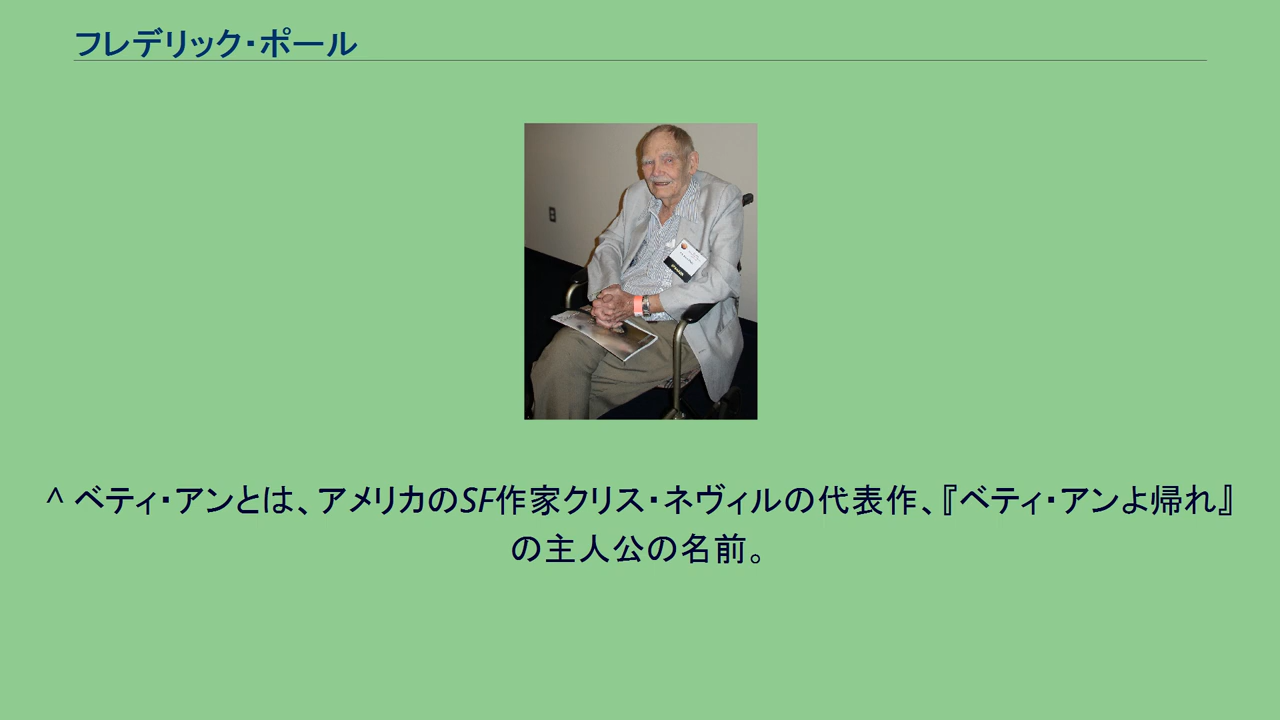 フレデリック・ポール
^ ベティ・アンとは、アメリカのSF作家クリス・ネヴィルの代表作、『ベティ・アンよ帰れ』
の主人公の名前。